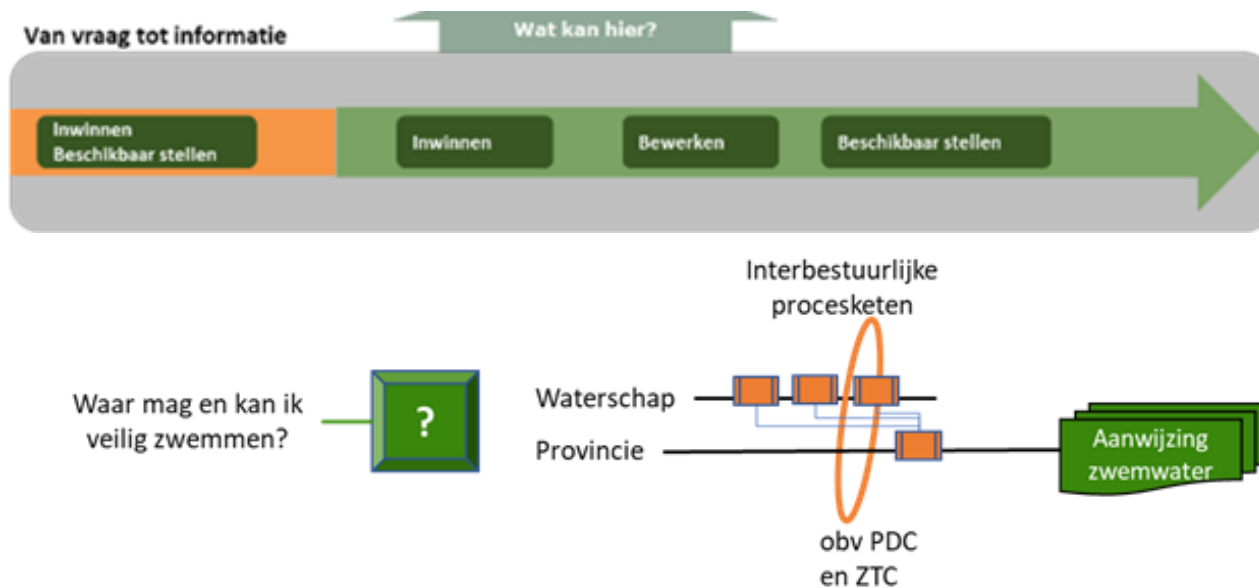 Van vraag tot informatie
Wat kan hier?
Inwinnen
Beschikbaar stellen
Inwinnen
Bewerken
Beschikbaar stellen
Interbestuurlijke
procesketen
Waar mag en kan ik
veilig zwemmen?
?
Waterschap
Provincie
Aanwijzing
zwemwater
obv PDC
en ZTC